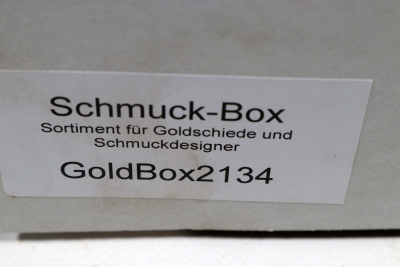 Schmuck-Box
Sortiment für Goldschiede und
Schmuckdesigner
GoldBox2134